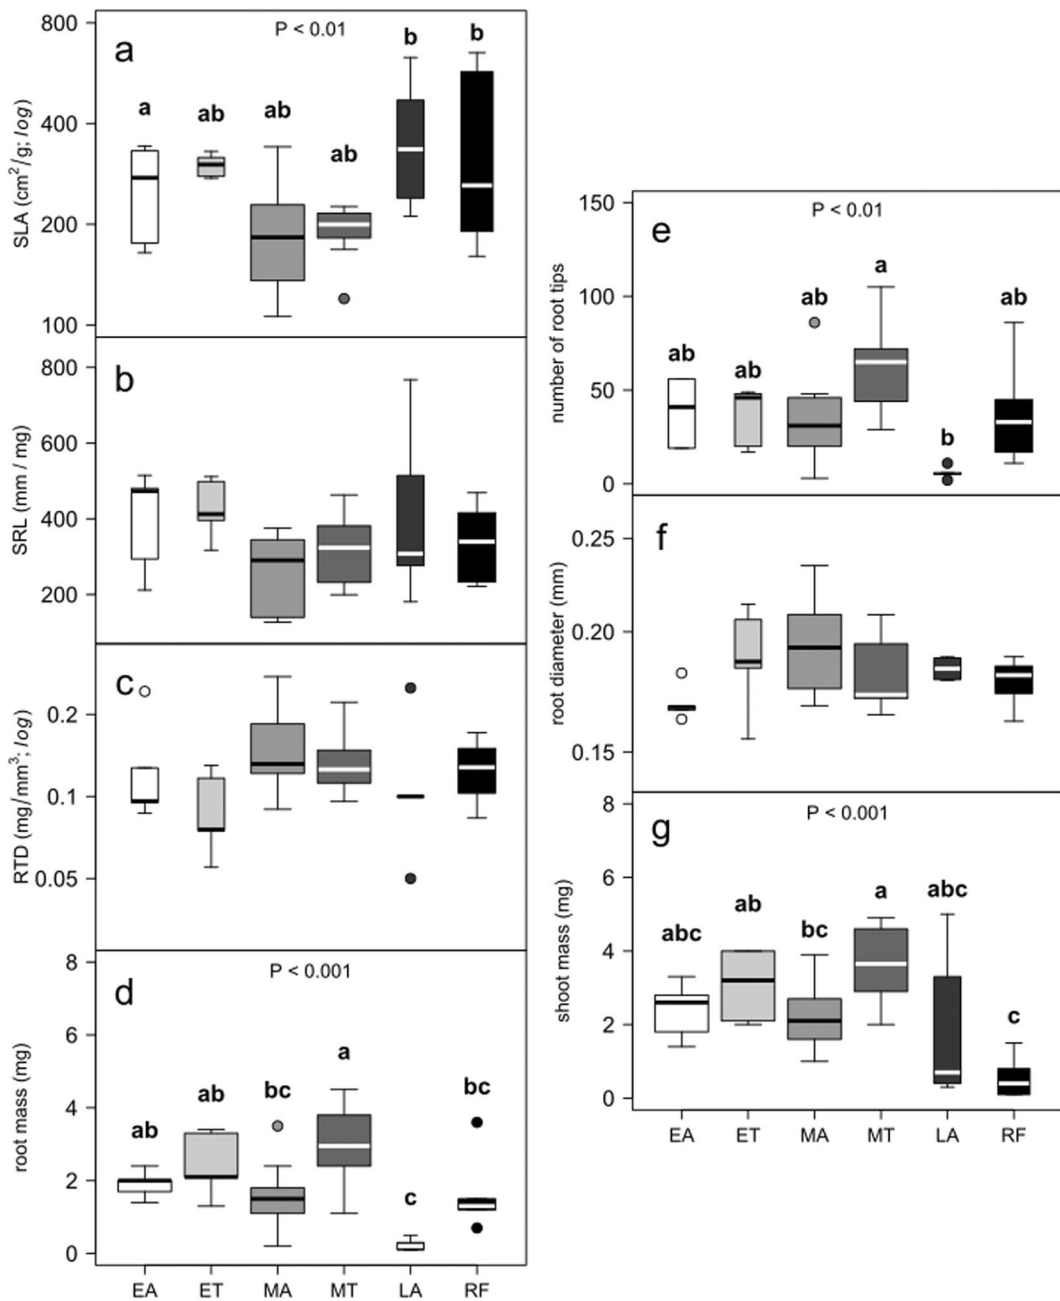 a
P < 0.01
800
400
200
100
SLA (cm²/g; log)
a
ab
ab
ab
b
b
b
800
600
400
200
SRL (mm / mg)
c
0.2
0.1
0.05
RTD (mg/mm³; log)
d
P < 0.001
8
6
4
2
0
root mass (mg)
ab
ab
bc
a
c
bc
EA ET MA MT LA RF
e
P < 0.01
150
100
50
0
number of root tips
ab
ab
ab
a
b
ab
f
0.25
0.20
0.15
root diameter (mm)
g
P < 0.001
8
6
4
2
0
shoot mass (mg)
abc
ab
bc
a
abc
c
EA ET MA MT LA RF